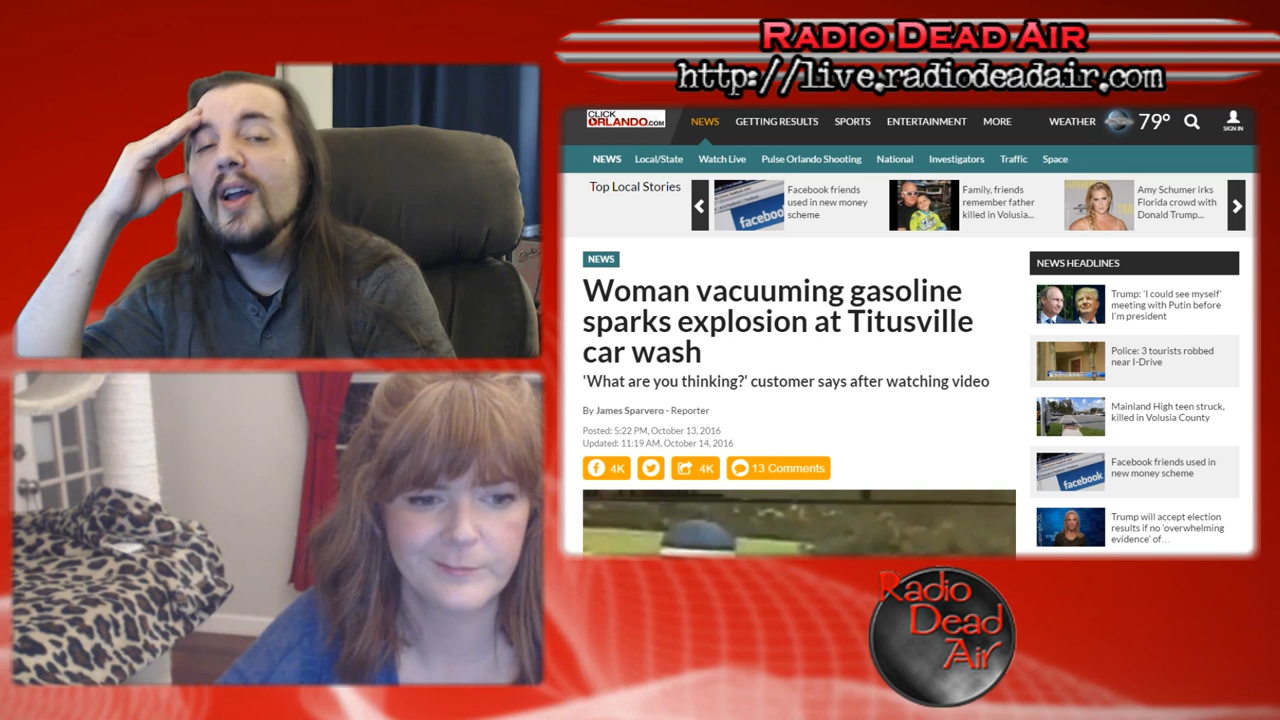 RADIO DEAD AIR
http://live.radiodeadair.com
CLICK
ORLANDO.COM
NEWS
GETTING RESULTS
SPORTS
ENTERTAINMENT
MORE
WEATHER
79°
SIGN IN
NEWS
Local/State
Watch Live
Pulse Orlando Shooting
National
Investigators
Traffic
Space
Top Local Stories
Facebook friends
used in new money
scheme
Family, friends
remember father
killed in Volusia...
Amy Schumer irks
Florida crowd with
Donald Trump...
NEWS
Woman vacuuming gasoline
sparks explosion at Titusville
car wash
'What are you thinking?' customer says after watching video
By James Sparvero - Reporter
Posted: 5:22 PM, October 13, 2016
Updated: 11:19 AM, October 14, 2016
4K
4K
13 Comments
NEWS HEADLINES
Trump: 'I could see myself'
meeting with Putin before
I'm president
Police: 3 tourists robbed
near I-Drive
Mainland High teen struck,
killed in Volusia County
Facebook friends used in
new money scheme
Trump will accept election
results if no 'overwhelming
evidence' of...
Radio
Dead
Air